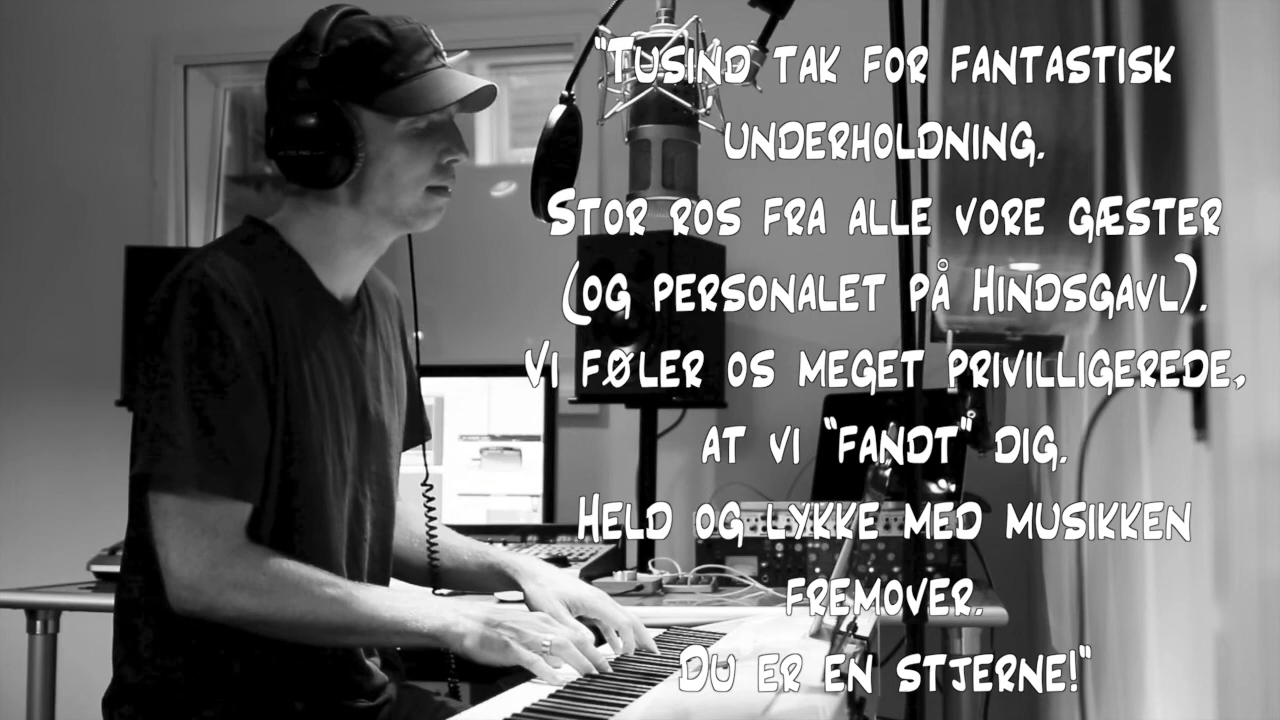 "Tusind tak for fantastisk
underholdning.
Stor ros fra alle vore gæster
(og personalet på Hindsgavl).
Vi føler os meget privilligerede,
at vi "fandt" dig.
Held og lykke med musikken
fremover.
Du er en stjerne!"